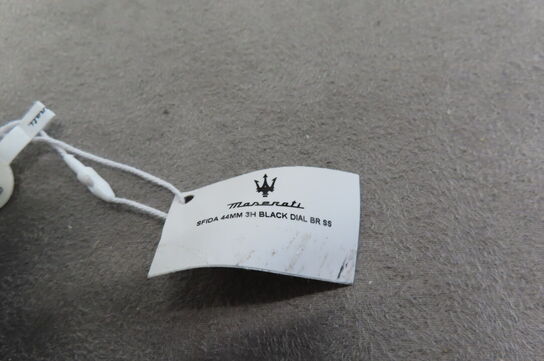 Maserati
SFIDA 44MM 3H BLACK DIAL BR SS